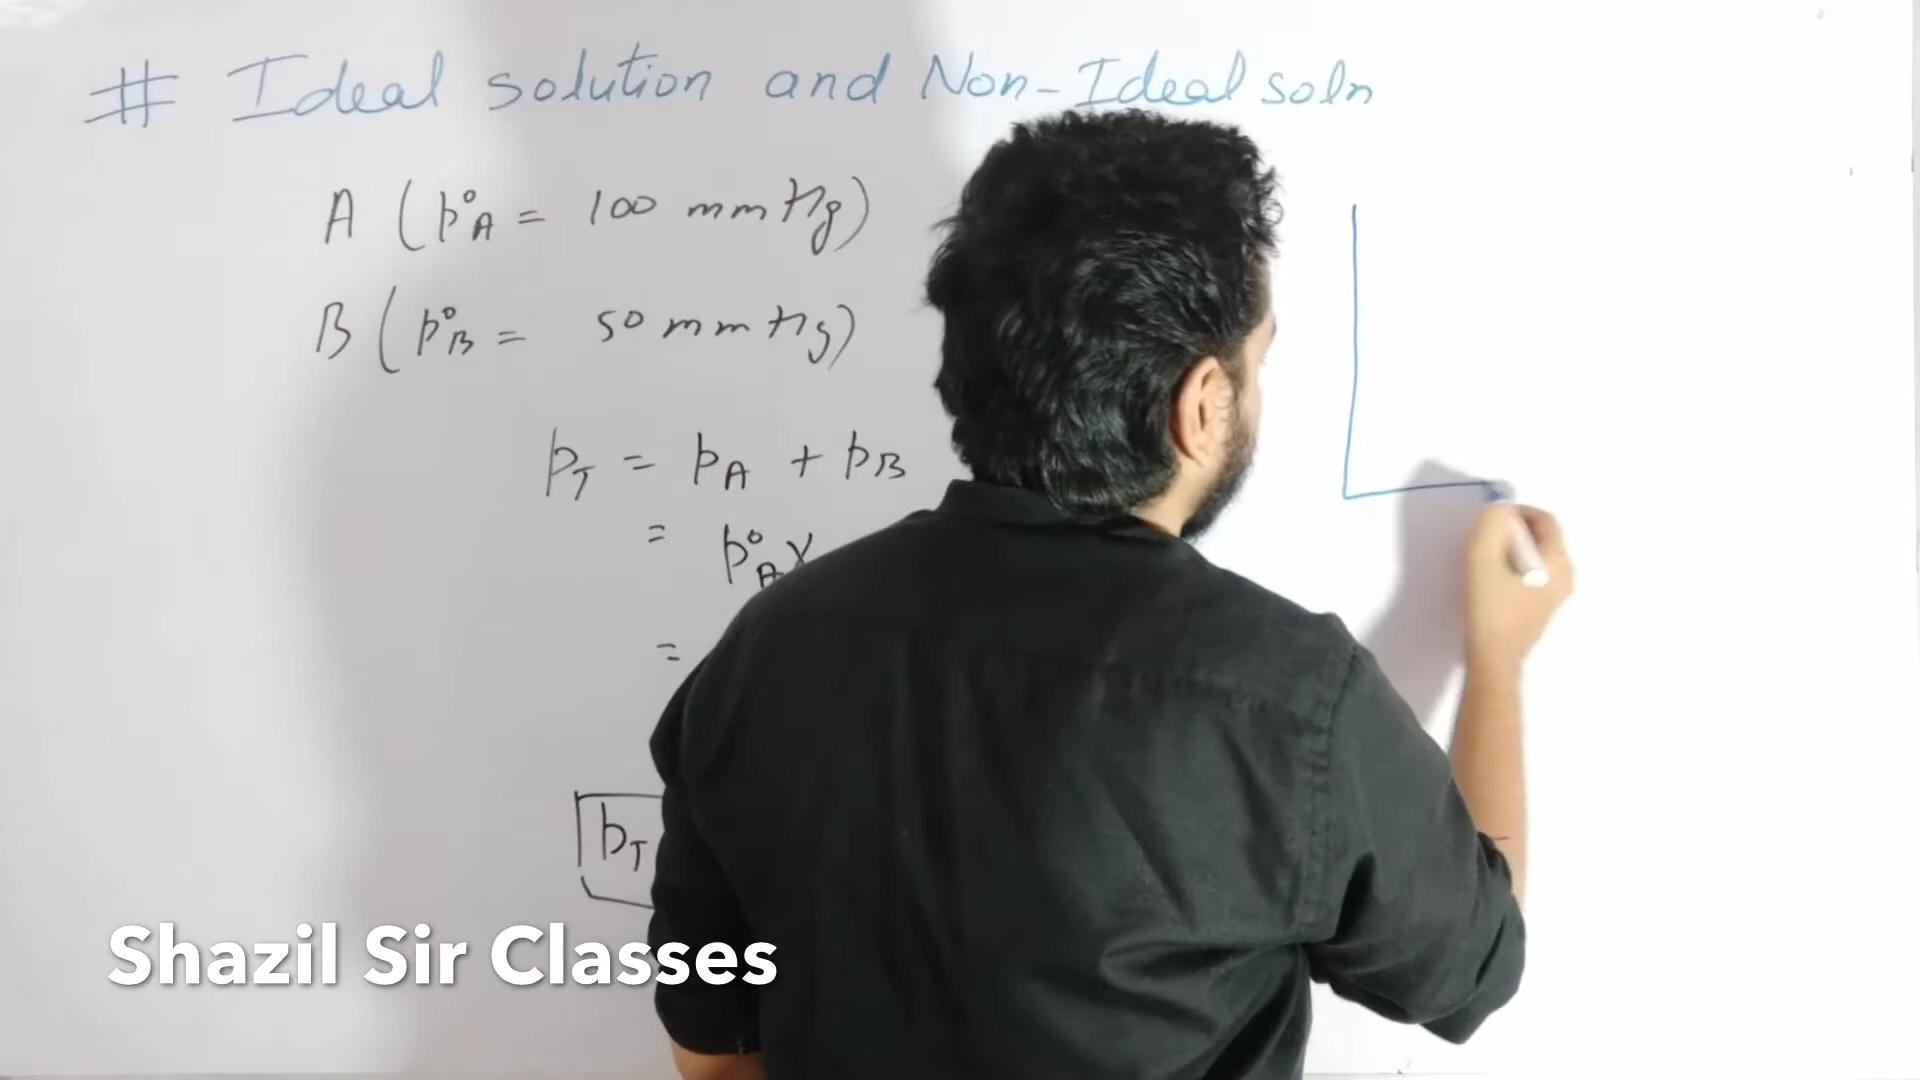 # Ideal solution and Non-Ideal soln
A (p°A = 100 mmHg)
B (p°B = 50 mmHg)
pT = pA + pB
= p°A X
=
pT
Shazil Sir Classes